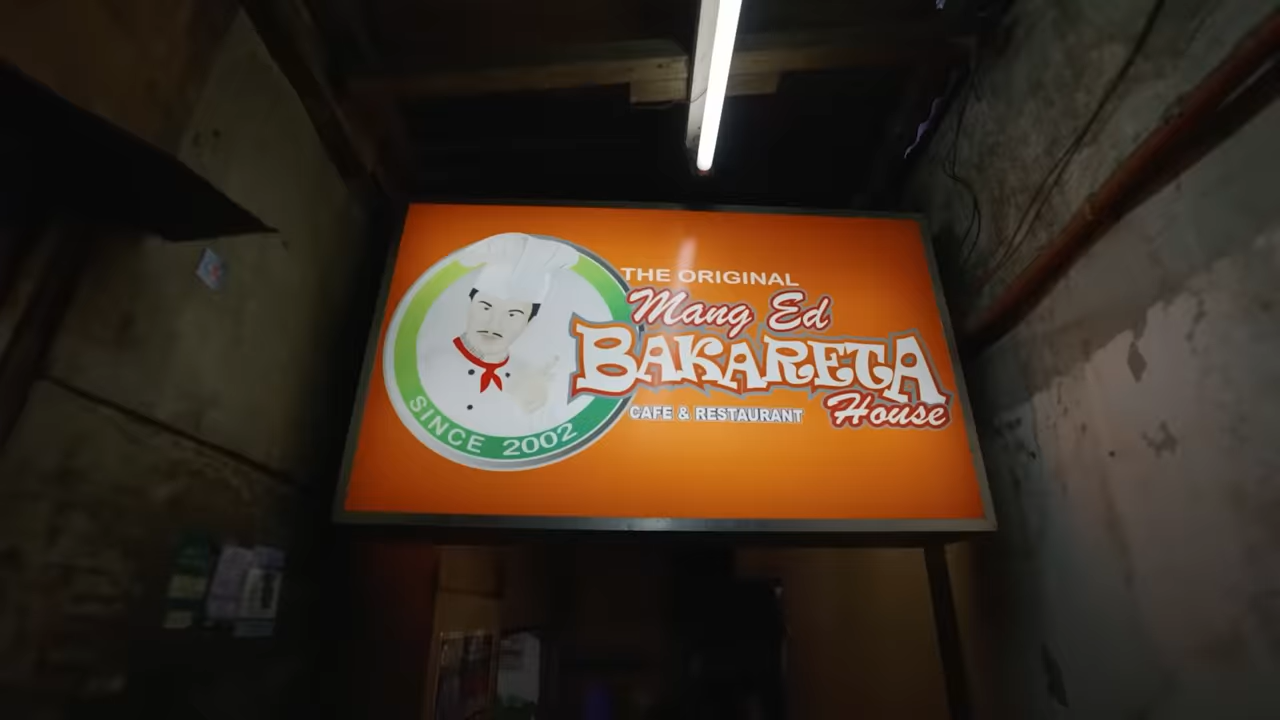 THE ORIGINAL
Mang Ed
BAKARETA
House
CAFE & RESTAURANT
SINCE 2002